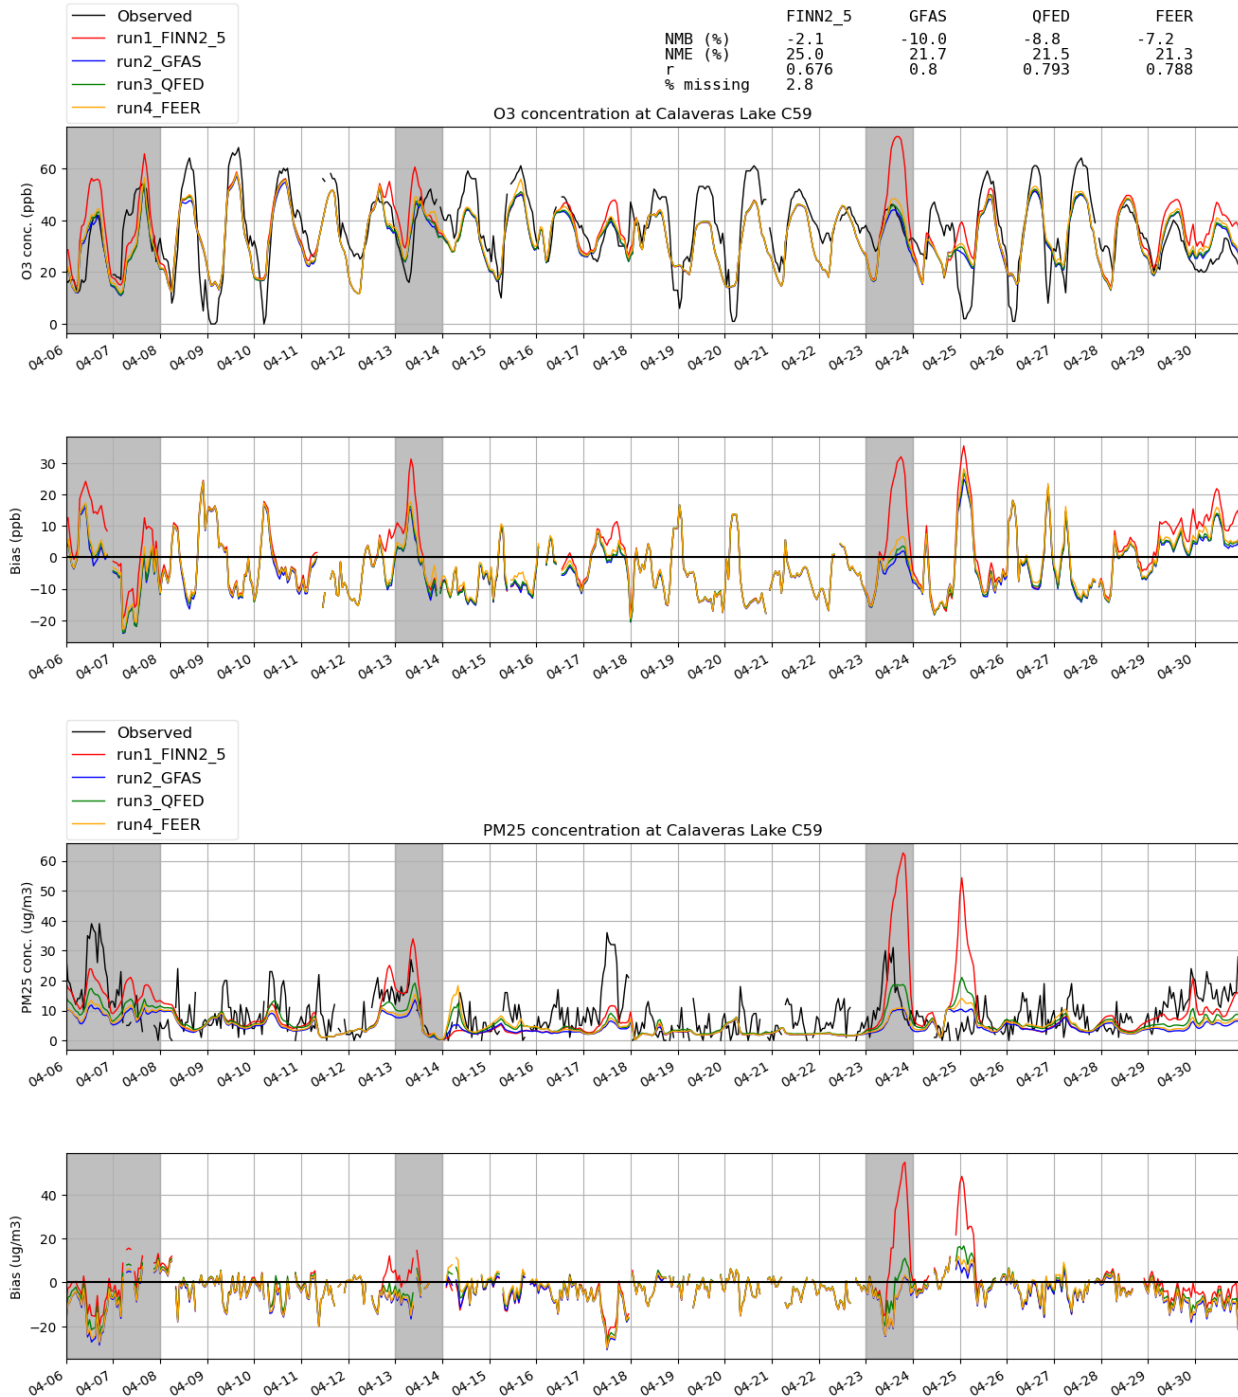 Observed
run1_FINN2_5
run2_GFAS
run3_QFED
run4_FEER
FINN2_5 GFAS QFED FEER
NMB (%) -2.1 -10.0 -8.8 -7.2
NME (%) 25.0 21.7 21.5 21.3
r 0.676 0.8 0.793 0.788
% missing 2.8
O3 concentration at Calaveras Lake C59
O3 conc. (ppb)
60
40
20
0
04-06 04-07 04-08 04-09 04-10 04-11 04-12 04-13 04-14 04-15 04-16 04-17 04-18 04-19 04-20 04-21 04-22 04-23 04-24 04-25 04-26 04-27 04-28 04-29 04-30
Bias (ppb)
30
20
10
0
−10
−20
04-06 04-07 04-08 04-09 04-10 04-11 04-12 04-13 04-14 04-15 04-16 04-17 04-18 04-19 04-20 04-21 04-22 04-23 04-24 04-25 04-26 04-27 04-28 04-29 04-30
Observed
run1_FINN2_5
run2_GFAS
run3_QFED
run4_FEER
PM25 concentration at Calaveras Lake C59
PM25 conc. (ug/m3)
60
50
40
30
20
10
0
04-06 04-07 04-08 04-09 04-10 04-11 04-12 04-13 04-14 04-15 04-16 04-17 04-18 04-19 04-20 04-21 04-22 04-23 04-24 04-25 04-26 04-27 04-28 04-29 04-30
Bias (ug/m3)
40
20
0
−20
04-06 04-07 04-08 04-09 04-10 04-11 04-12 04-13 04-14 04-15 04-16 04-17 04-18 04-19 04-20 04-21 04-22 04-23 04-24 04-25 04-26 04-27 04-28 04-29 04-30